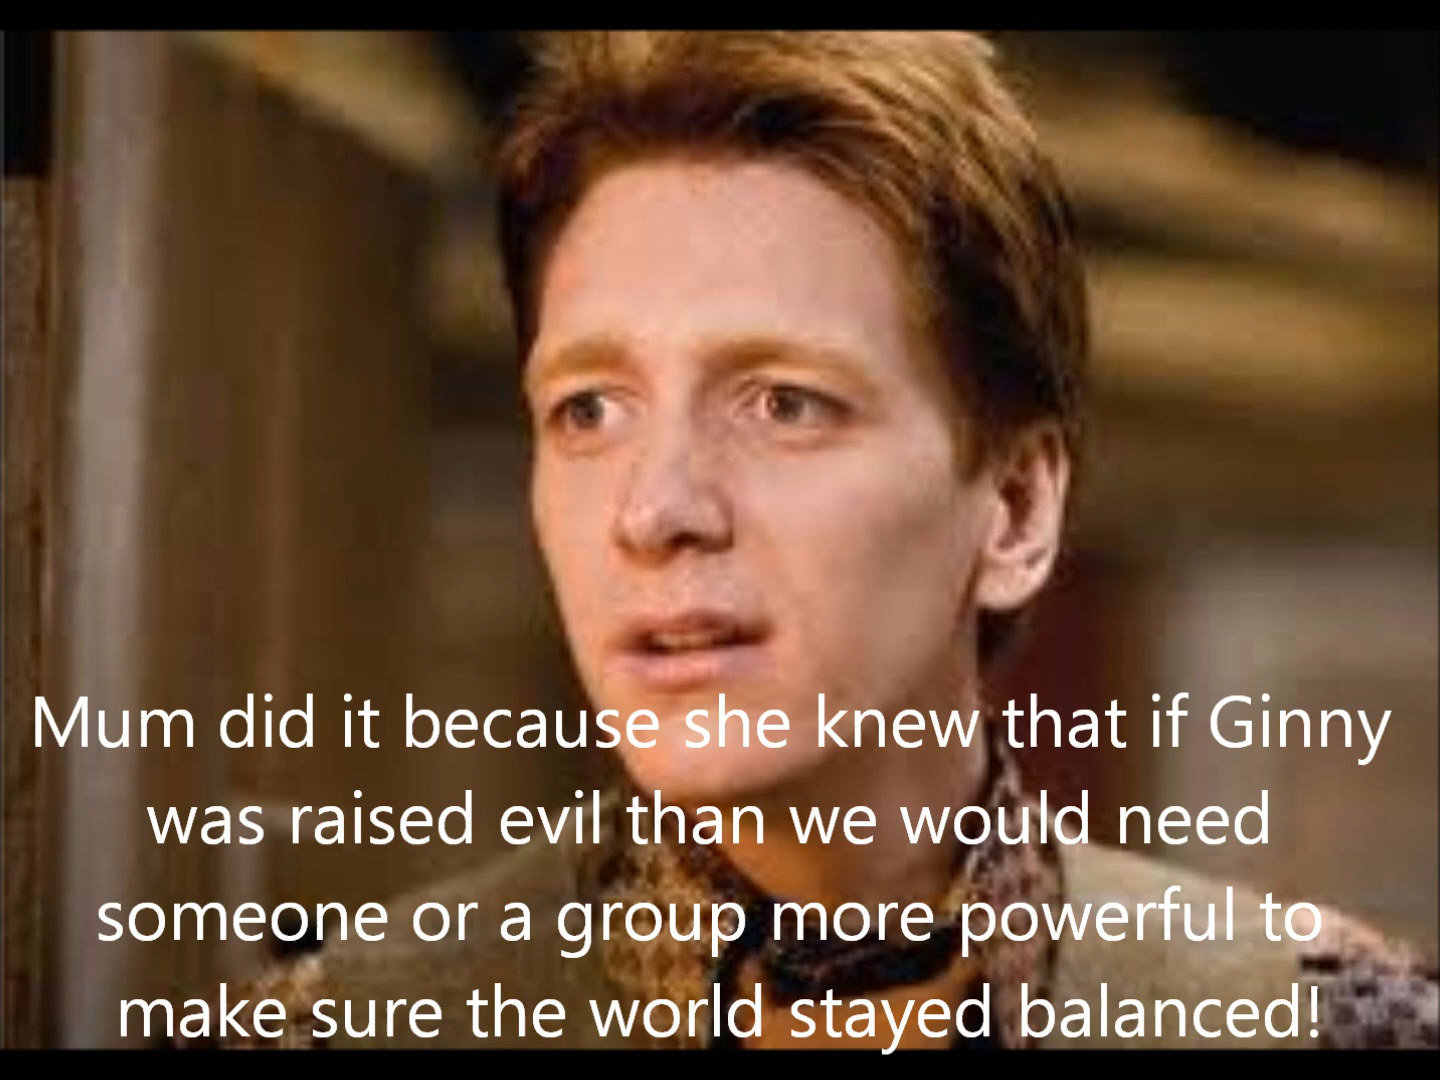 Mum did it because she knew that if Ginny
was raised evil than we would need
someone or a group more powerful to
make sure the world stayed balanced!